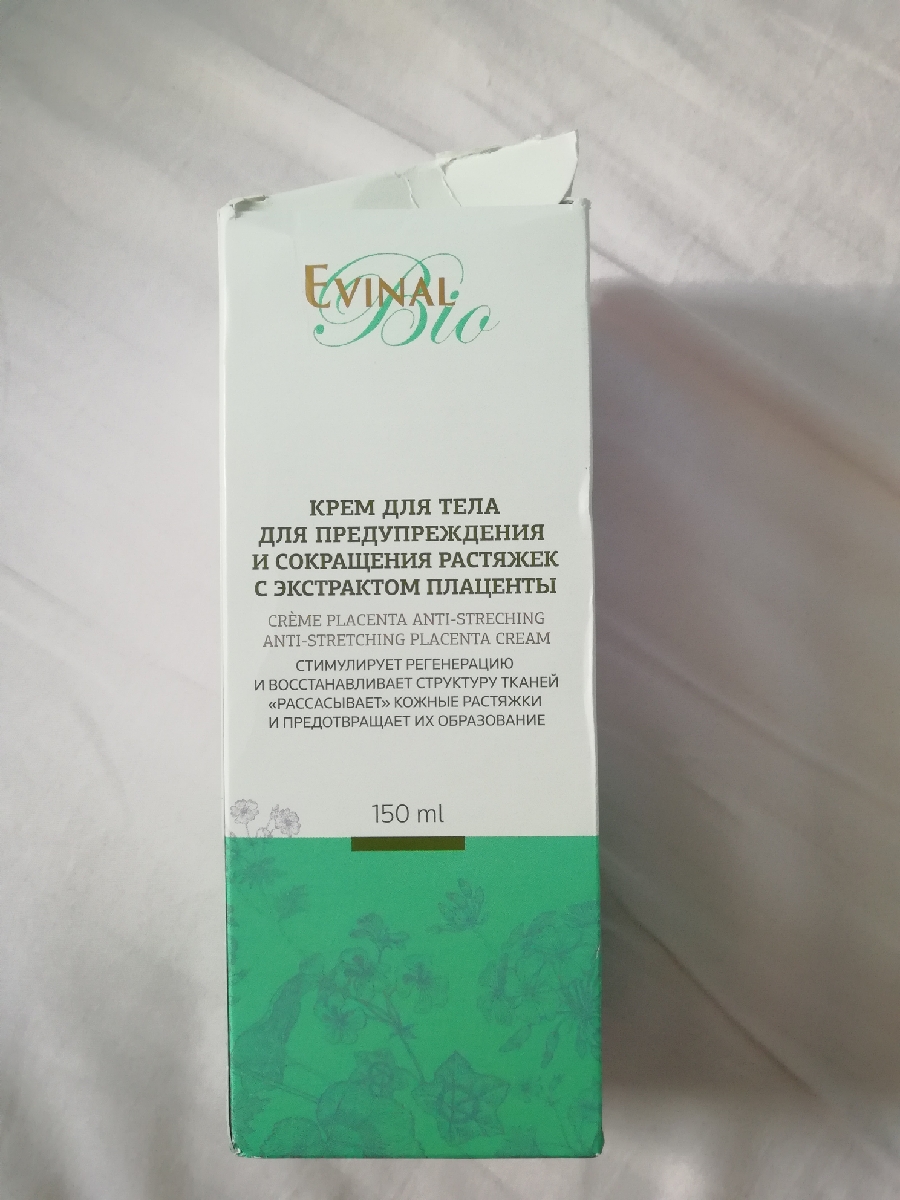 EVINAL
Bio
КРЕМ ДЛЯ ТЕЛА
ДЛЯ ПРЕДУПРЕЖДЕНИЯ
И СОКРАЩЕНИЯ РАСТЯЖЕК
С ЭКСТРАКТОМ ПЛАЦЕНТЫ
CRÈME PLACENTA ANTI-STRECHING
ANTI-STRETCHING PLACENTA CREAM
СТИМУЛИРУЕТ РЕГЕНЕРАЦИЮ
И ВОССТАНАВЛИВАЕТ СТРУКТУРУ ТКАНЕЙ
«РАССАСЫВАЕТ» КОЖНЫЕ РАСТЯЖКИ
И ПРЕДОТВРАЩАЕТ ИХ ОБРАЗОВАНИЕ
150 ml